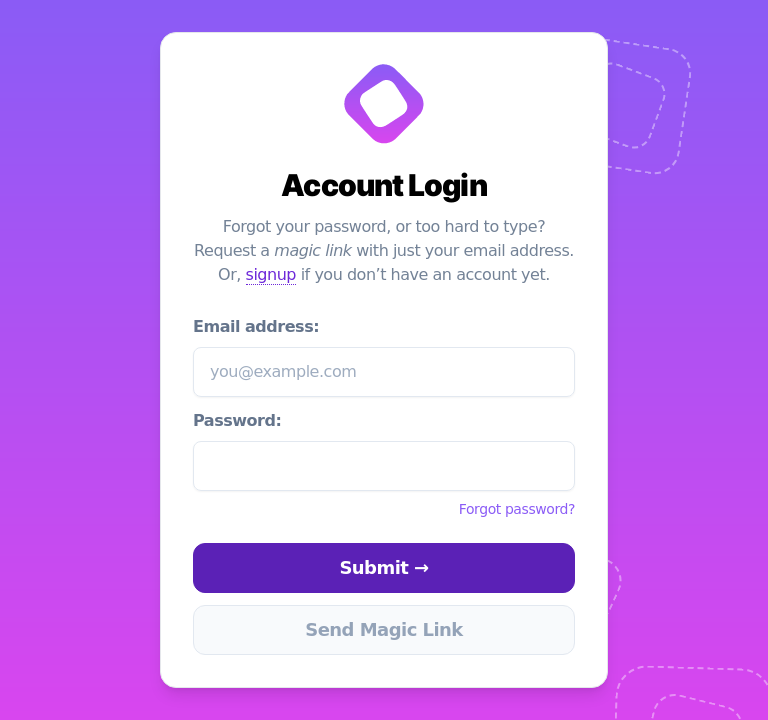 Account Login
Forgot your password, or too hard to type?
Request a magic link with just your email address.
Or, signup if you don’t have an account yet.
Email address:
you@example.com
Password:
Forgot password?
Submit →
Send Magic Link